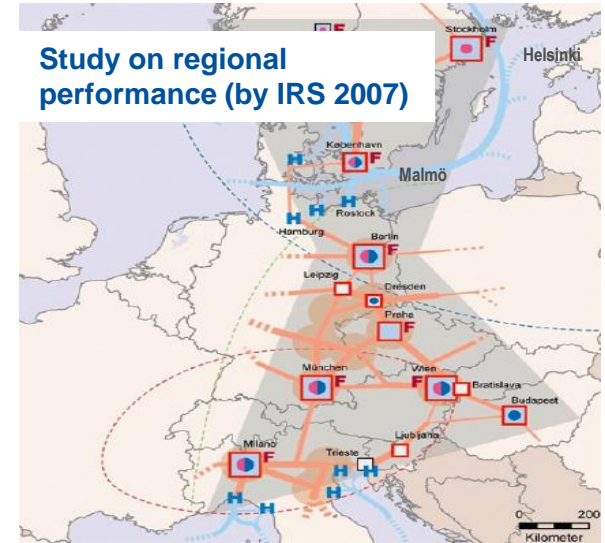 Study on regional
performance (by IRS 2007)
F
Stockholm
F
Helsinki
København
H
F
Malmö
H
H
H
Rostock
Hamburg
Berlin
F
Leipzig
Dresden
Praha
F
München
F
Wien
F
Bratislava
Budapest
Ljubljana
Milano
F
Trieste
H
H
H
H
H
0
200
Kilometer